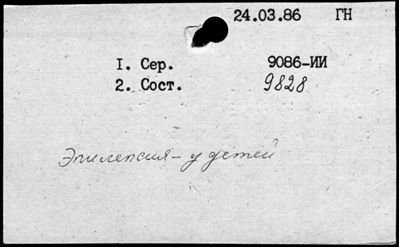 24.03.86 ГН
1. Сер. 9086-ИИ
2. Сост. 9828
Эпилепсия - у детей